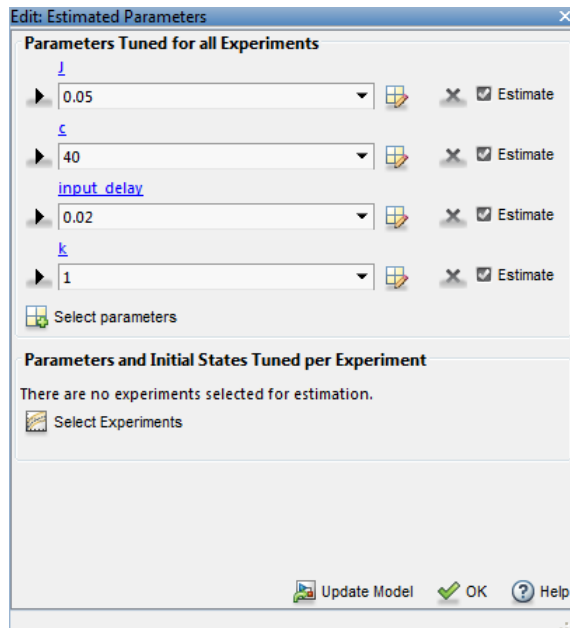 Edit: Estimated Parameters
Parameters Tuned for all Experiments
J
0.05 Estimate
c
40 Estimate
input_delay
0.02 Estimate
k
1 Estimate
Select parameters
Parameters and Initial States Tuned per Experiment
There are no experiments selected for estimation.
Select Experiments
Update Model OK Help